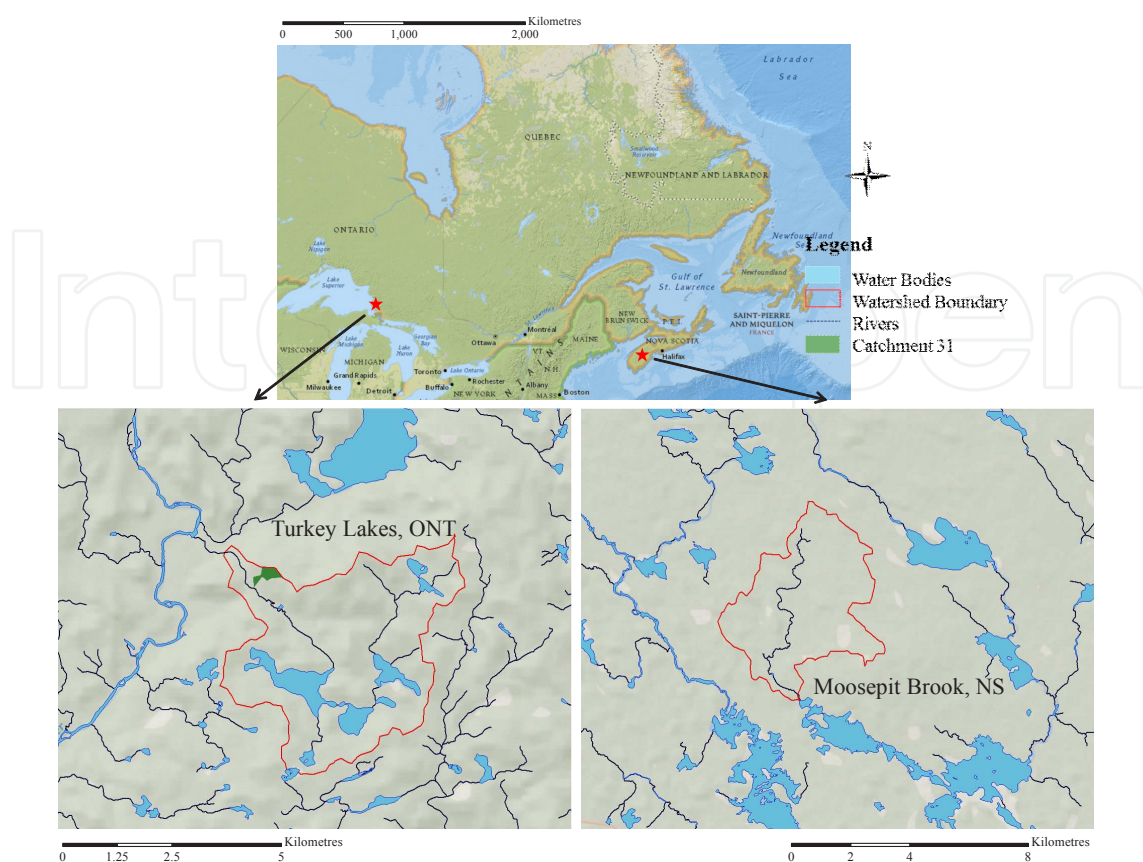 Kilometres
0 500 1,000 2,000
Labrador
Sea
QUEBEC
Smallwood
Reservoir
NEWFOUNDLAND AND LABRADOR
N
ONTARIO
Lake
Nipigon
Newfoundland
Legend
Lake
Superior
Gulf of
St. Lawrence
Newfoundland
Water Bodies
Watershed Boundary
Rivers
Catchment 31
SAINT-PIERRE
AND MIQUELON
FRANCE
NEW
BRUNSWICK
P.E.I.
St. Lawrence
Montréal
Ottawa
MAINE
NOVA SCOTIA
Halifax
WISCONSIN
Lake
Michigan
Lake
Huron
Georgian
Bay
MICHIGAN
Toronto
Lake Ontario
VT.
N.H.
N T A I N S
Grand Rapids
Milwaukee
Detroit
Buffalo
Rochester
NEW YORK
Albany
MASS
Boston
Turkey Lakes, ONT
Moosepit Brook, NS
Kilometres
0 1.25 2.5 5
Kilometres
0 2 4 8